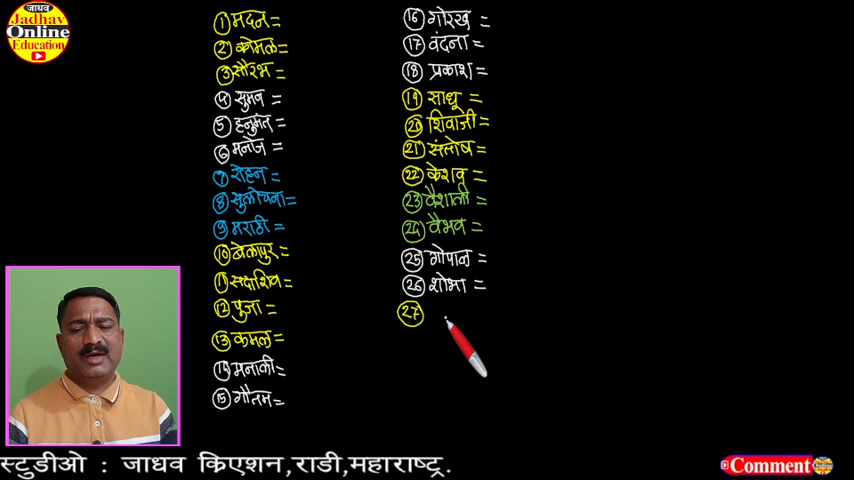 जाधव
Jadhav
Online
Education
① मदन =
② कोमल =
③ सौरभ =
④ सुमन =
⑤ हनुमंत =
⑥ मनोज =
⑦ रोहन =
⑧ सुलोचना =
⑨ मराठी =
⑩ बेलापुर =
⑪ सदाशिव =
⑫ पुजा =
⑬ कमल =
⑭ मनाकी =
⑮ गौतम =
⑯ गोरख =
⑰ वंदना =
⑱ प्रकाश =
⑲ साधू =
⑳ शिवाजी =
㉑ संतोष =
㉒ केशव =
㉓ वैशाली =
㉔ वैभव =
㉕ गोपाळ =
㉖ शोभा =
㉗
स्टुडीओ : जाधव किएशन,राडी,महाराष्ट्र.
Comment